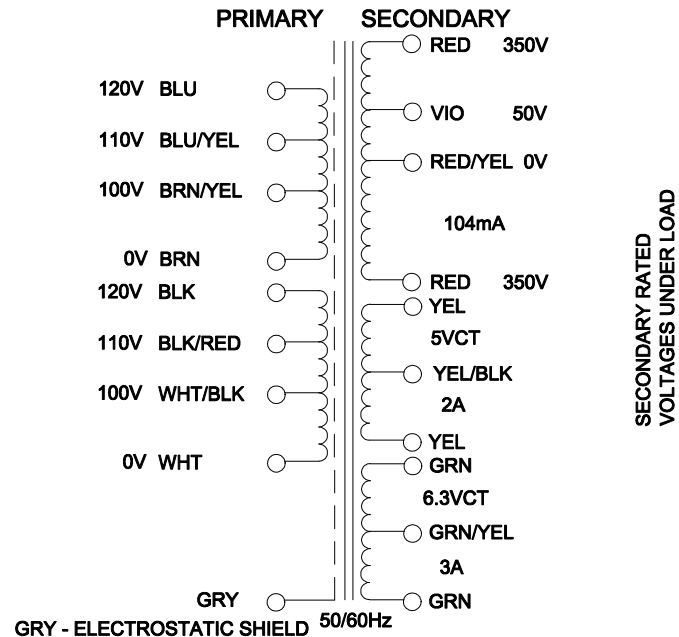 PRIMARY SECONDARY
RED 350V
120V BLU
VIO 50V
110V BLU/YEL
RED/YEL 0V
100V BRN/YEL
104mA
0V BRN
RED 350V
120V BLK
YEL
5VCT
110V BLK/RED
YEL/BLK
100V WHT/BLK
2A
YEL
0V WHT
GRN
6.3VCT
GRN/YEL
3A
GRY
GRN
50/60Hz
GRY - ELECTROSTATIC SHIELD
SECONDARY RATED
VOLTAGES UNDER LOAD